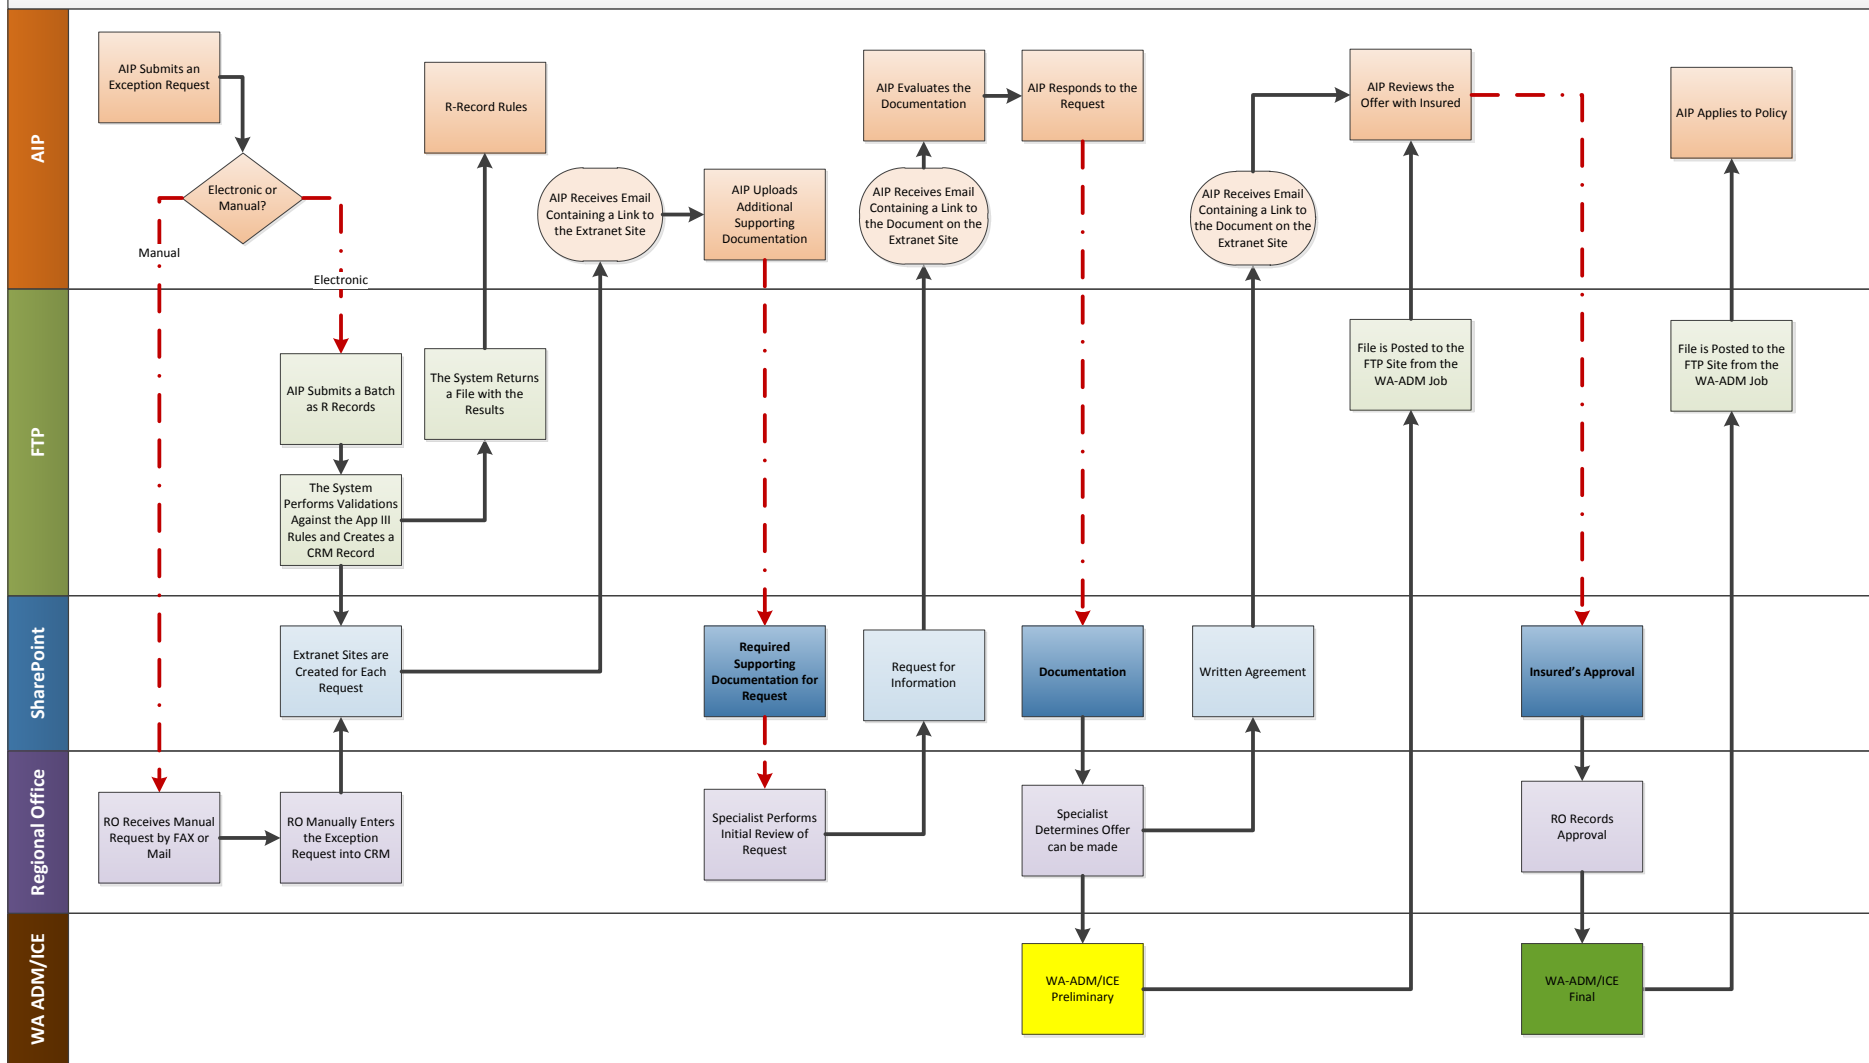 AIP
AIP Submits an
Exception Request
Electronic or
Manual?
Manual
Electronic
R-Record Rules
AIP Receives Email
Containing a Link to
the Extranet Site
AIP Uploads
Additional
Supporting
Documentation
AIP Evaluates the
Documentation
AIP Responds to the
Request
AIP Receives Email
Containing a Link to
the Document on the
Extranet Site
AIP Receives Email
Containing a Link to
the Document on the
Extranet Site
AIP Reviews the
Offer with Insured
AIP Applies to Policy
FTP
AIP Submits a Batch
as R Records
The System
Performs Validations
Against the App III
Rules and Creates a
CRM Record
The System Returns
a File with the
Results
File is Posted to the
FTP Site from the
WA-ADM Job
File is Posted to the
FTP Site from the
WA-ADM Job
SharePoint
Extranet Sites are
Created for Each
Request
Required
Supporting
Documentation for
Request
Request for
Information
Documentation
Written Agreement
Insured's Approval
Regional Office
RO Receives Manual
Request by FAX or
Mail
RO Manually Enters
the Exception
Request into CRM
Specialist Performs
Initial Review of
Request
Specialist
Determines Offer
can be made
RO Records
Approval
WA ADM/ICE
WA-ADM/ICE
Preliminary
WA-ADM/ICE
Final